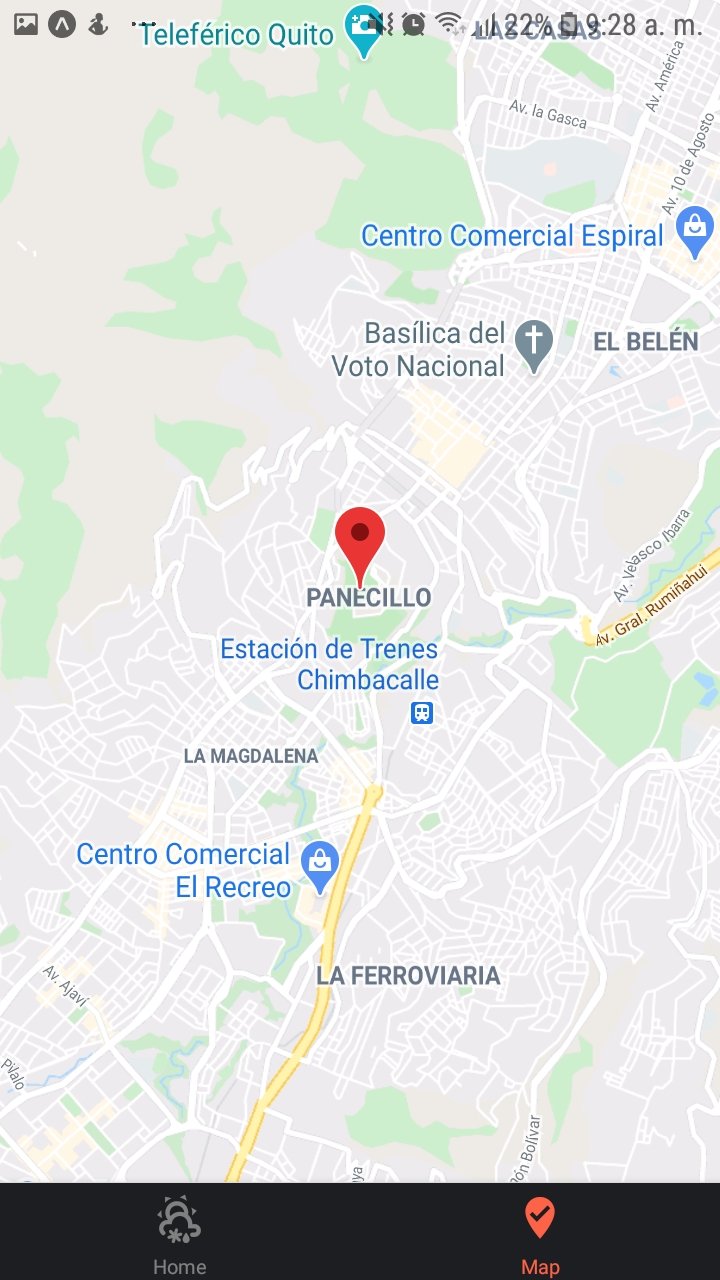 22% 9:28 a. m.
Teleférico Quito
LAS CASAS
Av. América
Av. la Gasca
Av. 10 de Agosto
Centro Comercial Espiral
Basílica del
Voto Nacional
EL BELÉN
Av. Velasco Ibarra
Av. Gral. Rumiñahui
PANECILLO
Estación de Trenes
Chimbacalle
LA MAGDALENA
Centro Comercial
El Recreo
LA FERROVIARIA
Av. Ajaví
Pilalo
Home
Map